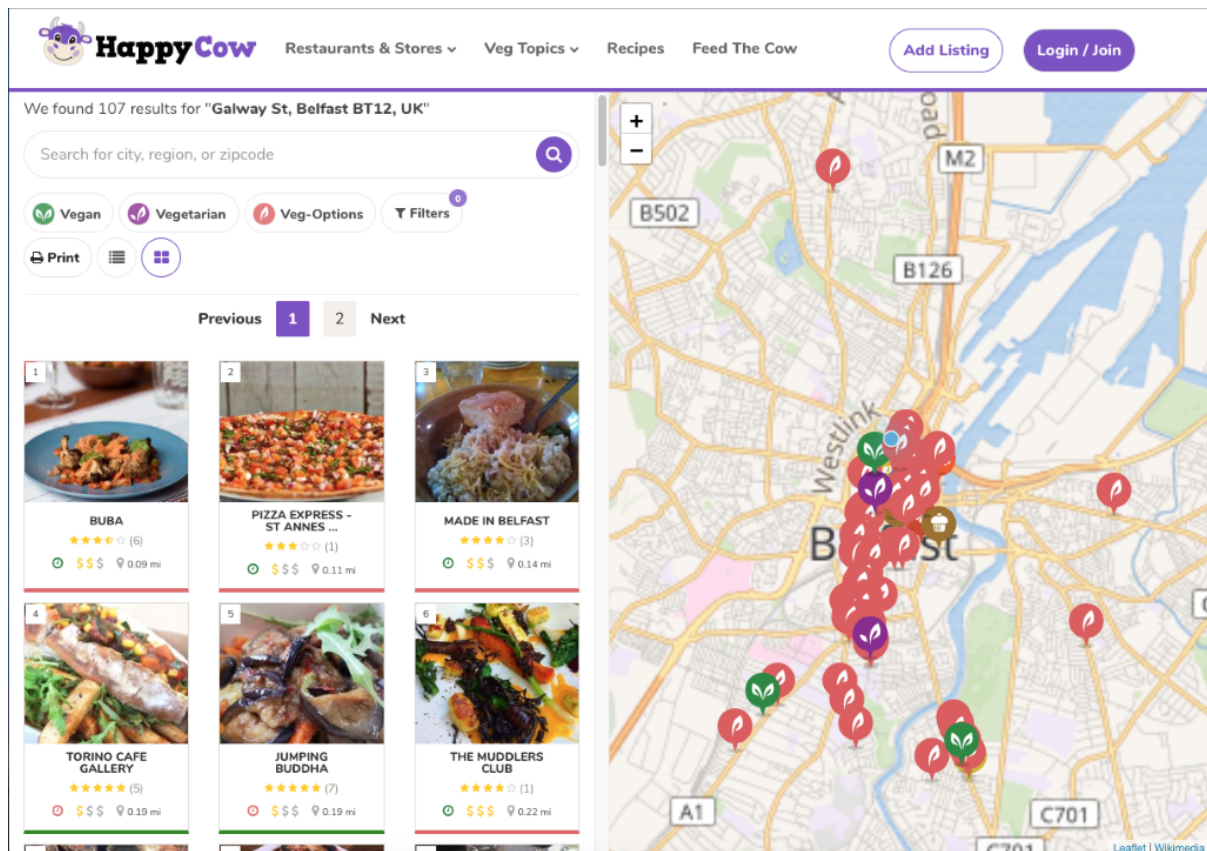 HappyCow
Restaurants & Stores
Veg Topics
Recipes
Feed The Cow
Add Listing
Login / Join
We found 107 results for "Galway St, Belfast BT12, UK"
Search for city, region, or zipcode
Vegan
Vegetarian
Veg-Options
Filters
0
Print
Previous
1
2
Next
1
BUBA
(6)
$$$
0.09 mi
2
PIZZA EXPRESS -
ST ANNES ...
(1)
$$$
0.11 mi
3
MADE IN BELFAST
(3)
$$$
0.14 mi
4
TORINO CAFE
GALLERY
(5)
$$$
0.19 mi
5
JUMPING
BUDDHA
(7)
$$$
0.19 mi
6
THE MUDDLERS
CLUB
(1)
$$$
0.22 mi
+
−
oad
M2
B502
B126
Westlink
A1
C701
C701
Leaflet | Wikimedia